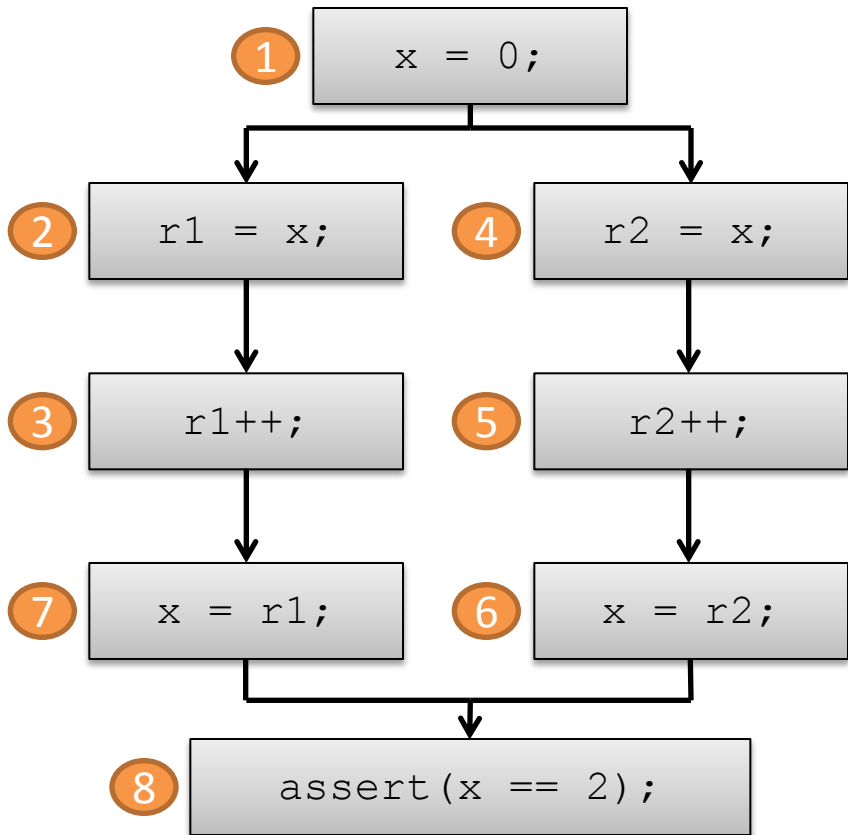 1 x = 0;
2 r1 = x;
4 r2 = x;
3 r1++;
5 r2++;
7 x = r1;
6 x = r2;
8 assert(x == 2);